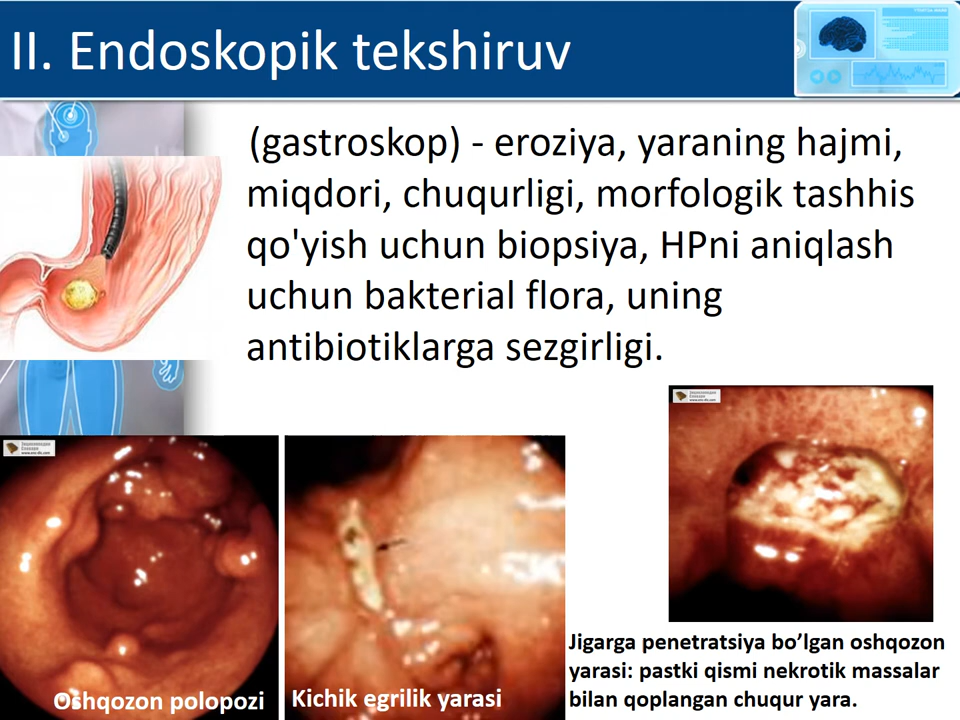 II. Endoskopik tekshiruv
(gastroskop) - eroziya, yaraning hajmi,
miqdori, chuqurligi, morfologik tashhis
qo'yish uchun biopsiya, HPni aniqlash
uchun bakterial flora, uning
antibiotiklarga sezgirligi.
Oshqozon polopozi
Kichik egrilik yarasi
Jigarga penetratsiya bo’lgan oshqozon
yarasi: pastki qismi nekrotik massalar
bilan qoplangan chuqur yara.